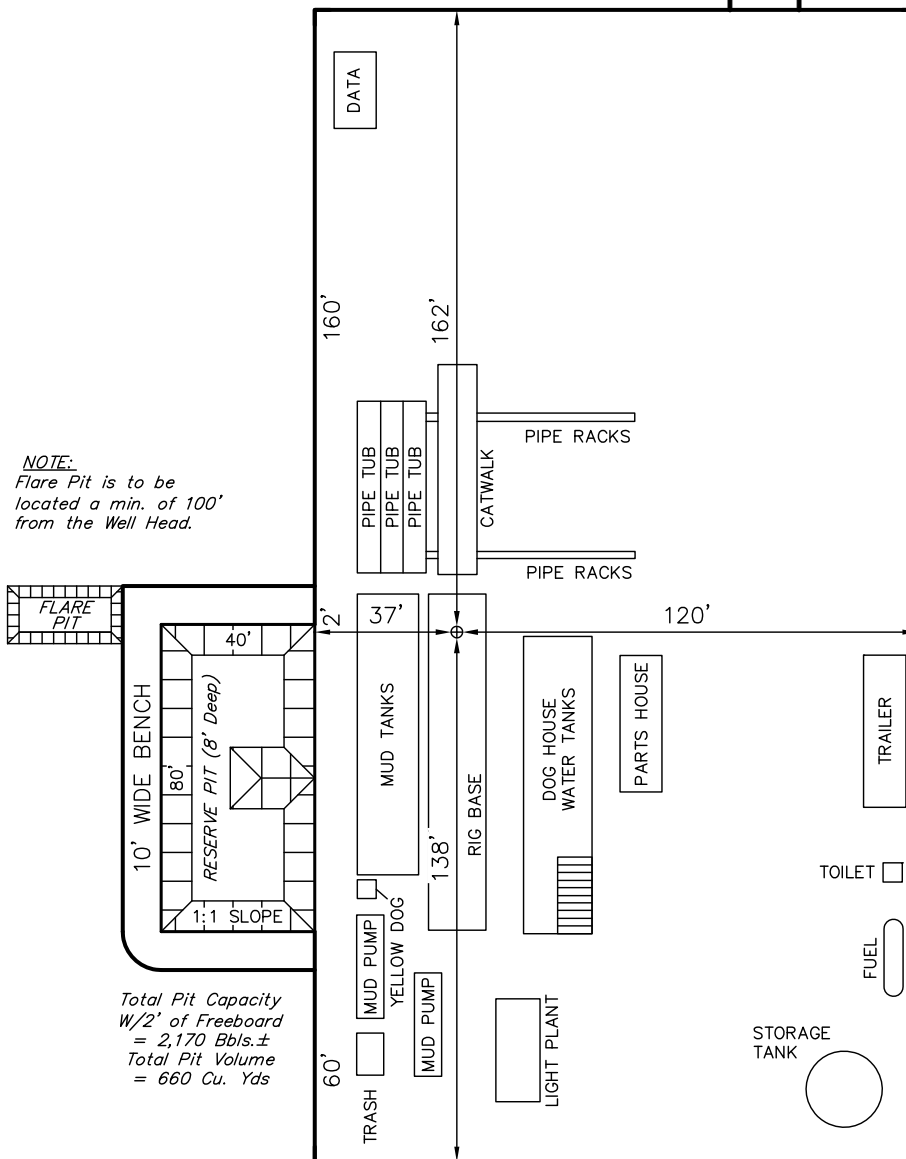 DATA
160'
162'
PIPE RACKS
PIPE TUB
PIPE TUB
PIPE TUB
CATWALK
PIPE RACKS
NOTE:
Flare Pit is to be
located a min. of 100'
from the Well Head.
FLARE
PIT
2'
37'
120'
40'
10' WIDE BENCH
80'
RESERVE PIT (8' Deep)
1:1 SLOPE
MUD TANKS
138'
RIG BASE
DOG HOUSE
WATER TANKS
PARTS HOUSE
TRAILER
TOILET
FUEL
YELLOW DOG
MUD PUMP
MUD PUMP
LIGHT PLANT
STORAGE
TANK
60'
TRASH
Total Pit Capacity
W/2' of Freeboard
= 2,170 Bbls.±
Total Pit Volume
= 660 Cu. Yds